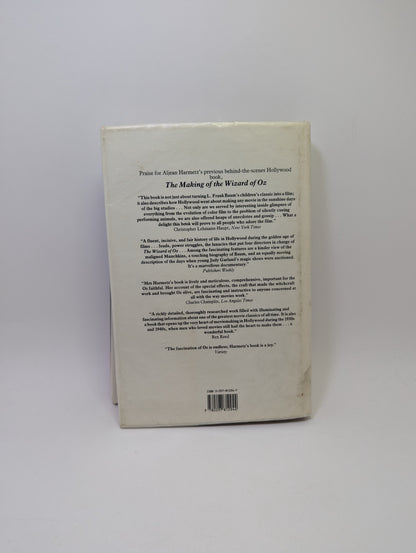 Praise for Aljean Harmetz's previous behind-the-scenes Hollywood
book,
The Making of the Wizard of Oz
"This book is not just about turning L. Frank Baum's children's classic into a film;
it also describes how Hollywood went about making any movie in the sunshine days
of the big studios . . . Not only are we served by interesting inside glimpses of
everything from the evolution of color film to the problem of silently cuing
performing animals, we are also offered heaps of anecdotes and gossip . . . What a
delight this book will prove to all people who adore the film."
Christopher Lehmann-Haupt, New York Times
"A fluent, incisive, and fair history of life in Hollywood during the golden age of
films . . . feuds, power struggles, the lunacies that put four directors in charge of
The Wizard of Oz . . . Among the fascinating features are a kinder view of the
maligned Munchkins, a touching biography of Baum, and an equally moving
description of the days when young Judy Garland's magic shoes were auctioned.
It's a marvellous documentary."
Publishers Weekly
"Mrs Harmetz's book is lively and meticulous, comprehensive, important for the
Oz faithful. Her account of the special effects, the craft that made the witchcraft
work and brought Oz alive, are fascinating and instructive to anyone concerned at
all with the way movies work."
Charles Champlin, Los Angeles Times
"A richly detailed, thoroughly researched work filled with illuminating and
fascinating information about one of the greatest movie classics of all time. It is also
a book that opens up the very heart of moviemaking in Hollywood during the 1930s
and 1940s, when men who loved movies still had the heart to make them . . . a
wonderful book."
Rex Reed
"The fascination of Oz is endless; Harmetz's book is a joy."
Variety
ISBN